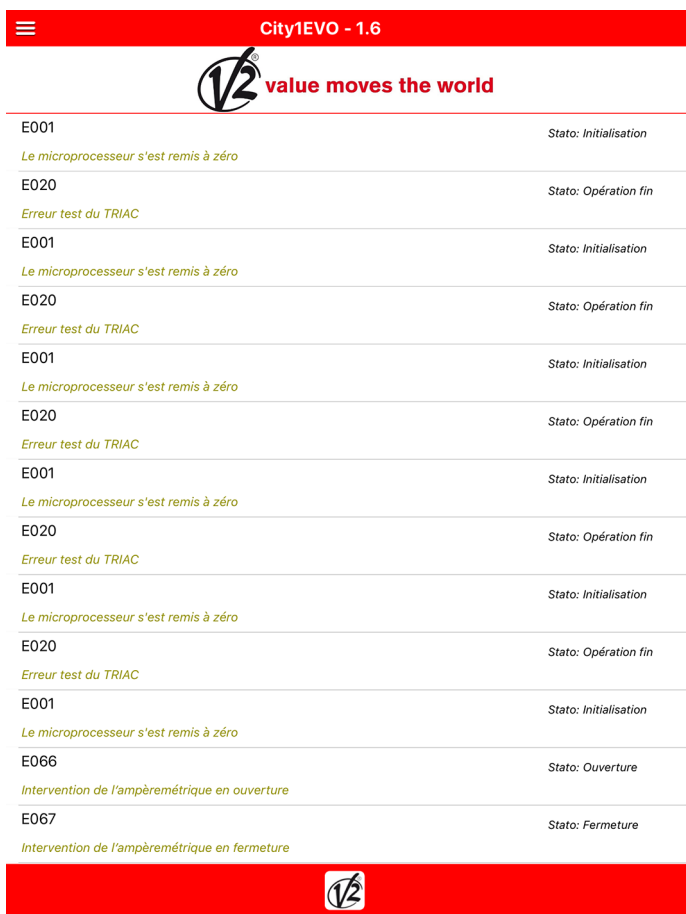 City1EVO - 1.6
V2® value moves the world
E001
Stato: Initialisation
Le microprocesseur s'est remis à zéro
E020
Stato: Opération fin
Erreur test du TRIAC
E001
Stato: Initialisation
Le microprocesseur s'est remis à zéro
E020
Stato: Opération fin
Erreur test du TRIAC
E001
Stato: Initialisation
Le microprocesseur s'est remis à zéro
E020
Stato: Opération fin
Erreur test du TRIAC
E001
Stato: Initialisation
Le microprocesseur s'est remis à zéro
E020
Stato: Opération fin
Erreur test du TRIAC
E001
Stato: Initialisation
Le microprocesseur s'est remis à zéro
E020
Stato: Opération fin
Erreur test du TRIAC
E001
Stato: Initialisation
Le microprocesseur s'est remis à zéro
E066
Stato: Ouverture
Intervention de l’ampèremétrique en ouverture
E067
Stato: Fermeture
Intervention de l’ampèremétrique en fermeture
V2